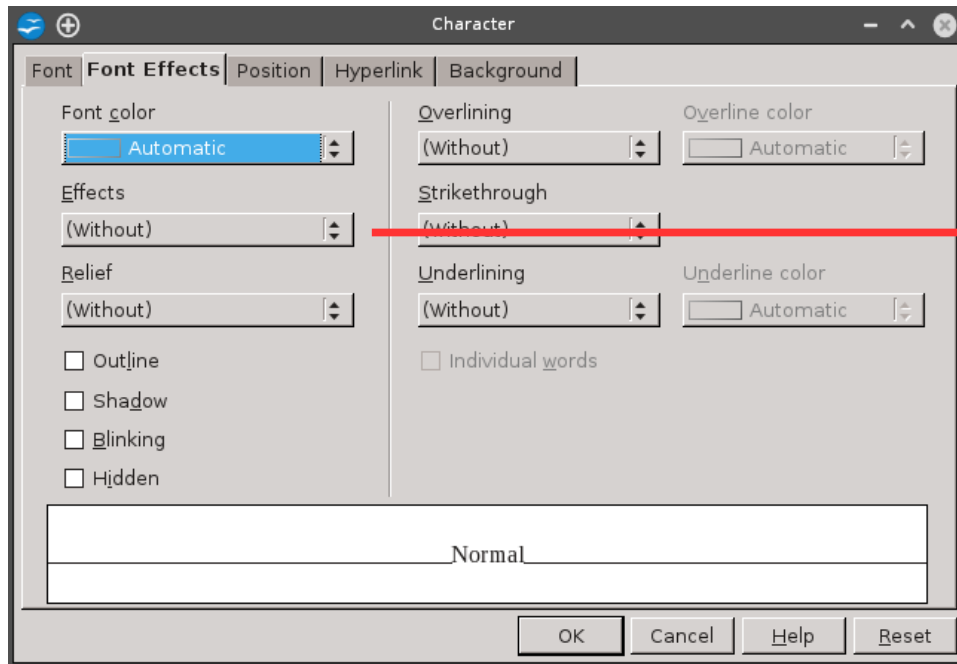 Character
Font Font Effects Position Hyperlink Background
Font color
Automatic
Effects
(Without)
Relief
(Without)
Outline
Shadow
Blinking
Hidden
Overlining Overline color
(Without) Automatic
Strikethrough
(Without)
Underlining Underline color
(Without) Automatic
Individual words
Normal
OK Cancel Help Reset